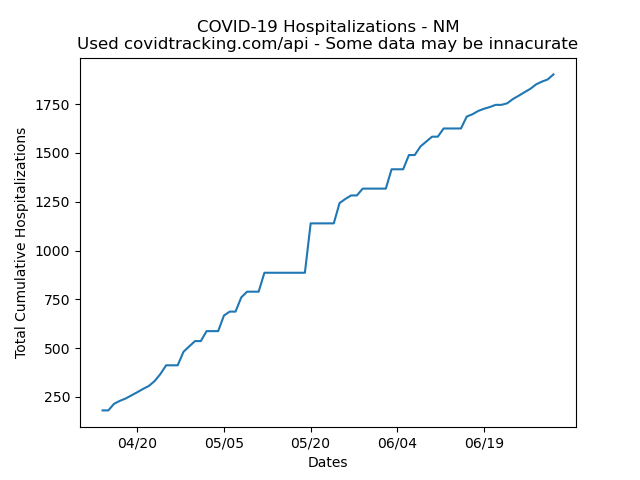 COVID-19 Hospitalizations - NM
Used covidtracking.com/api - Some data may be innacurate
Total Cumulative Hospitalizations
1750
1500
1250
1000
750
500
250
04/20 05/05 05/20 06/04 06/19
Dates